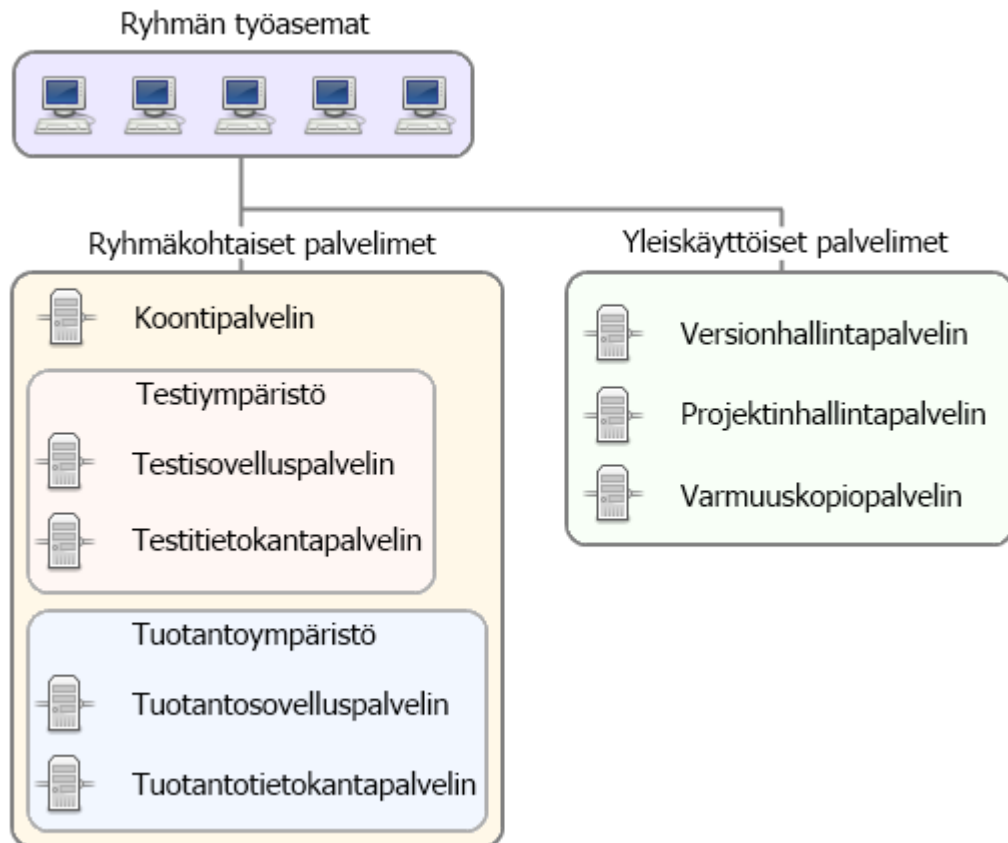 Ryhmän työasemat
Ryhmäkohtaiset palvelimet
Koontipalvelin
Testiympäristö
Testisovelluspalvelin
Testitietokantapalvelin
Tuotantoympäristö
Tuotantosovelluspalvelin
Tuotantotietokantapalvelin
Yleiskäyttöiset palvelimet
Versionhallintapalvelin
Projektinhallintapalvelin
Varmuuskopiopalvelin